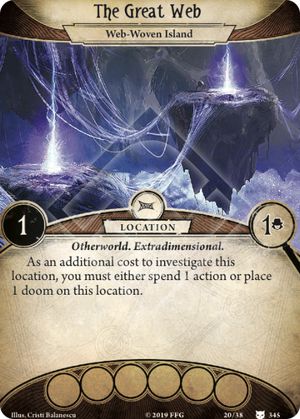 The Great Web
Web-Woven Island
1
LOCATION
1
Otherworld. Extradimensional.
As an additional cost to investigate this
location, you must either spend 1 action or place
1 doom on this location.
Illus. Cristi Balanescu © 2019 FFG 20/38 345